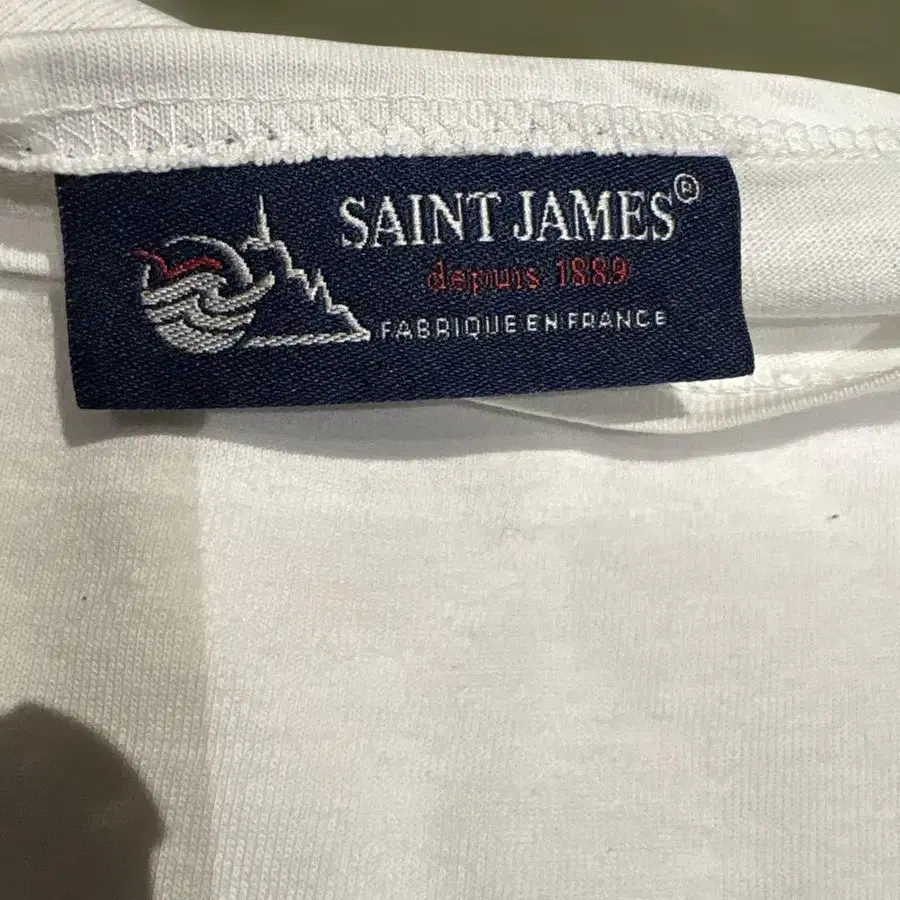 SAINT JAMES®
depuis 1889
FABRIQUE EN FRANCE